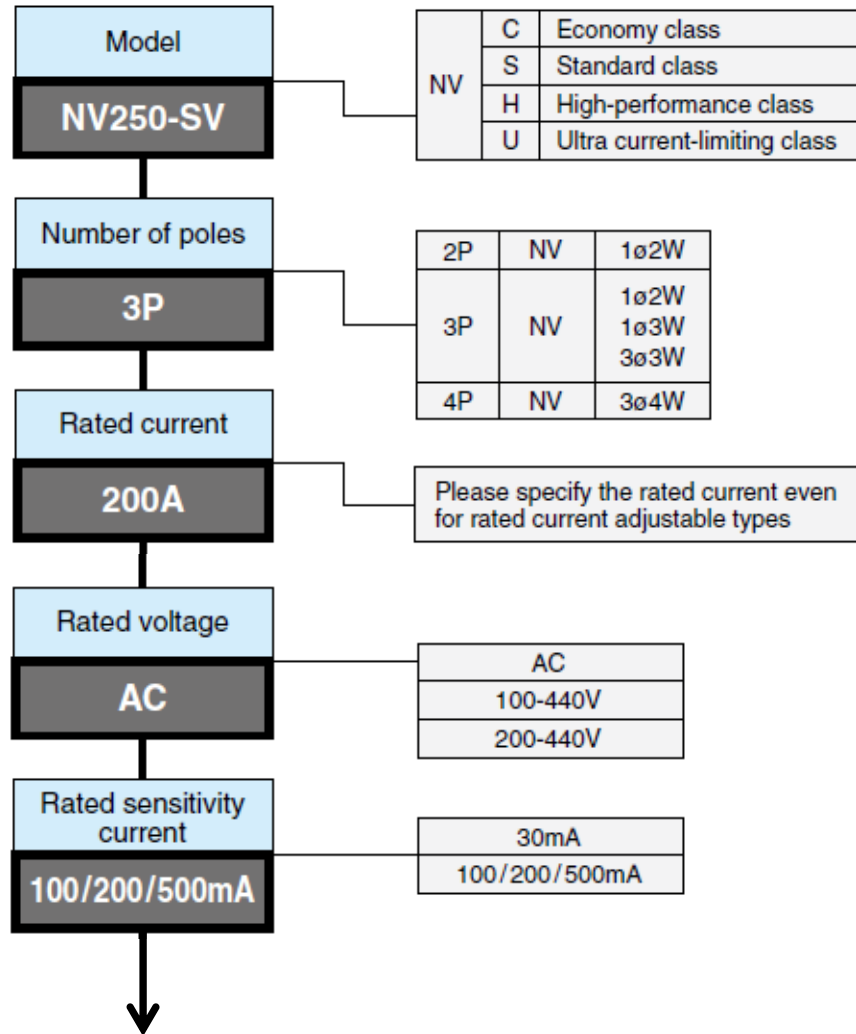 Model
NV250-SV
NV
C Economy class
S Standard class
H High-performance class
U Ultra current-limiting class
Number of poles
3P
2P NV 1ø2W
3P NV 1ø2W
1ø3W
3ø3W
4P NV 3ø4W
Rated current
200A
Please specify the rated current even
for rated current adjustable types
Rated voltage
AC
AC
100-440V
200-440V
Rated sensitivity
current
100/200/500mA
30mA
100/200/500mA